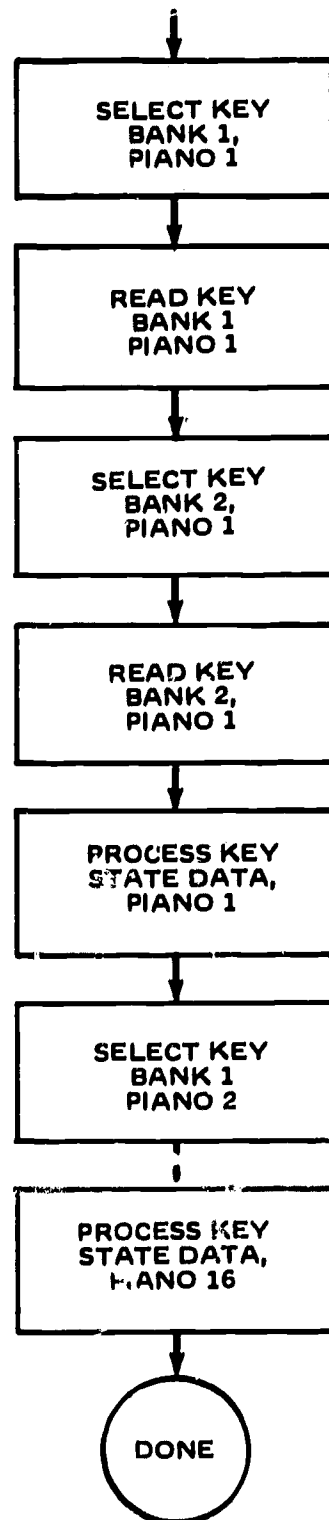 SELECT KEY
BANK 1,
PIANO 1
READ KEY
BANK 1
PIANO 1
SELECT KEY
BANK 2,
PIANO 1
READ KEY
BANK 2,
PIANO 1
PROCESS KEY
STATE DATA,
PIANO 1
SELECT KEY
BANK 1
PIANO 2
PROCESS KEY
STATE DATA,
PIANO 16
DONE